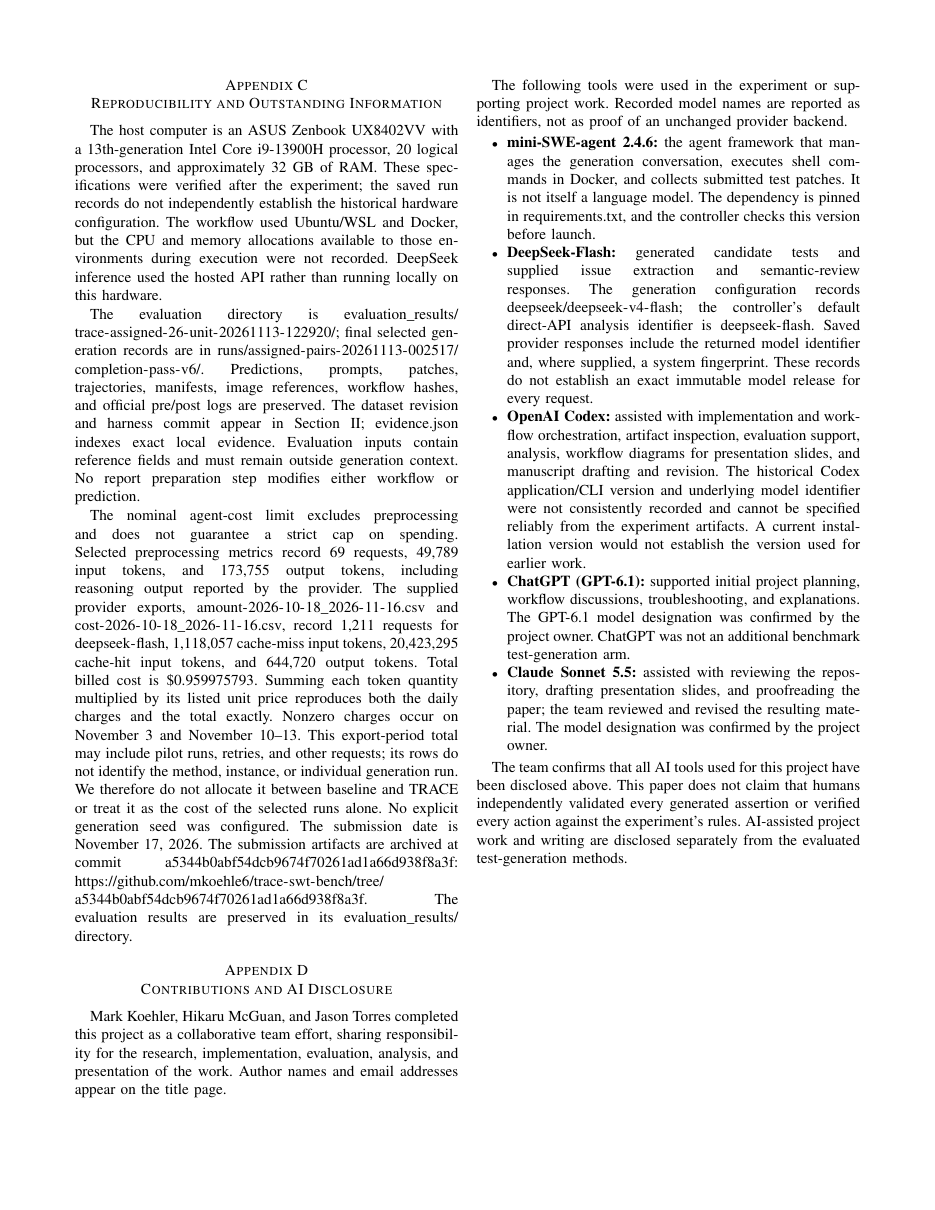 APPENDIX C
REPRODUCIBILITY AND OUTSTANDING INFORMATION
The host computer is an ASUS Zenbook UX8402VV with
a 13th-generation Intel Core i9-13900H processor, 20 logical
processors, and approximately 32 GB of RAM. These spec-
ifications were verified after the experiment; the saved run
records do not independently establish the historical hardware
configuration. The workflow used Ubuntu/WSL and Docker,
but the CPU and memory allocations available to those en-
vironments during execution were not recorded. DeepSeek
inference used the hosted API rather than running locally on
this hardware.
The evaluation directory is evaluation_results/
trace-assigned-26-unit-20261113-122920/; final selected gen-
eration records are in runs/assigned-pairs-20261113-002517/
completion-pass-v6/. Predictions, prompts, patches,
trajectories, manifests, image references, workflow hashes,
and official pre/post logs are preserved. The dataset revision
and harness commit appear in Section II; evidence.json
indexes exact local evidence. Evaluation inputs contain
reference fields and must remain outside generation context.
No report preparation step modifies either workflow or
prediction.
The nominal agent-cost limit excludes preprocessing
and does not guarantee a strict cap on spending.
Selected preprocessing metrics record 69 requests, 49,789
input tokens, and 173,755 output tokens, including
reasoning output reported by the provider. The supplied
provider exports, amount-2026-10-18_2026-11-16.csv and
cost-2026-10-18_2026-11-16.csv, record 1,211 requests for
deepseek-flash, 1,118,057 cache-miss input tokens, 20,423,295
cache-hit input tokens, and 644,720 output tokens. Total
billed cost is $0.959975793. Summing each token quantity
multiplied by its listed unit price reproduces both the daily
charges and the total exactly. Nonzero charges occur on
November 3 and November 10–13. This export-period total
may include pilot runs, retries, and other requests; its rows do
not identify the method, instance, or individual generation run.
We therefore do not allocate it between baseline and TRACE
or treat it as the cost of the selected runs alone. No explicit
generation seed was configured. The submission date is
November 17, 2026. The submission artifacts are archived at
commit a5344b0abf54dcb9674f70261ad1a66d938f8a3f:
https://github.com/mkoehle6/trace-swt-bench/tree/
a5344b0abf54dcb9674f70261ad1a66d938f8a3f. The
evaluation results are preserved in its evaluation_results/
directory.
APPENDIX D
CONTRIBUTIONS AND AI DISCLOSURE
Mark Koehler, Hikaru McGuan, and Jason Torres completed
this project as a collaborative team effort, sharing responsibil-
ity for the research, implementation, evaluation, analysis, and
presentation of the work. Author names and email addresses
appear on the title page.
The following tools were used in the experiment or sup-
porting project work. Recorded model names are reported as
identifiers, not as proof of an unchanged provider backend.
• mini-SWE-agent 2.4.6: the agent framework that man-
ages the generation conversation, executes shell com-
mands in Docker, and collects submitted test patches. It
is not itself a language model. The dependency is pinned
in requirements.txt, and the controller checks this version
before launch.
• DeepSeek-Flash: generated candidate tests and
supplied issue extraction and semantic-review
responses. The generation configuration records
deepseek/deepseek-v4-flash; the controller's default
direct-API analysis identifier is deepseek-flash. Saved
provider responses include the returned model identifier
and, where supplied, a system fingerprint. These records
do not establish an exact immutable model release for
every request.
• OpenAI Codex: assisted with implementation and work-
flow orchestration, artifact inspection, evaluation support,
analysis, workflow diagrams for presentation slides, and
manuscript drafting and revision. The historical Codex
application/CLI version and underlying model identifier
were not consistently recorded and cannot be specified
reliably from the experiment artifacts. A current instal-
lation version would not establish the version used for
earlier work.
• ChatGPT (GPT-6.1): supported initial project planning,
workflow discussions, troubleshooting, and explanations.
The GPT-6.1 model designation was confirmed by the
project owner. ChatGPT was not an additional benchmark
test-generation arm.
• Claude Sonnet 5.5: assisted with reviewing the repos-
itory, drafting presentation slides, and proofreading the
paper; the team reviewed and revised the resulting mate-
rial. The model designation was confirmed by the project
owner.
The team confirms that all AI tools used for this project have
been disclosed above. This paper does not claim that humans
independently validated every generated assertion or verified
every action against the experiment's rules. AI-assisted project
work and writing are disclosed separately from the evaluated
test-generation methods.